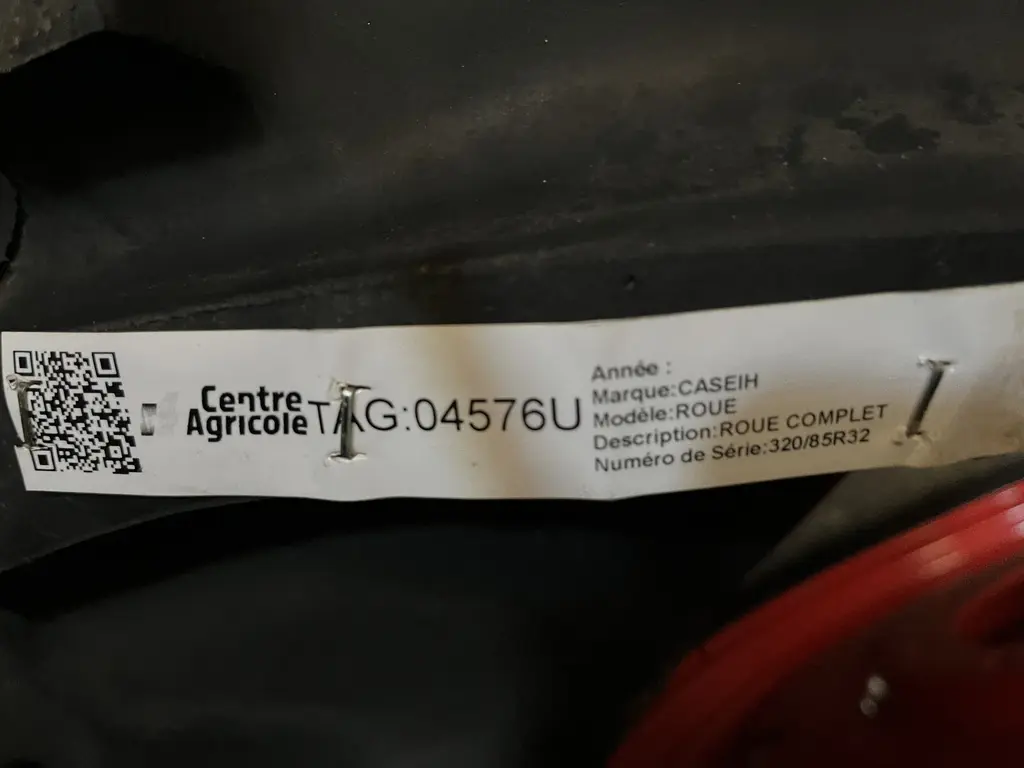 Centre
Agricole
TAG:04576U
Année :
Marque:CASEIH
Modèle:ROUE
Description:ROUE COMPLET
Numéro de Série:320/85R32